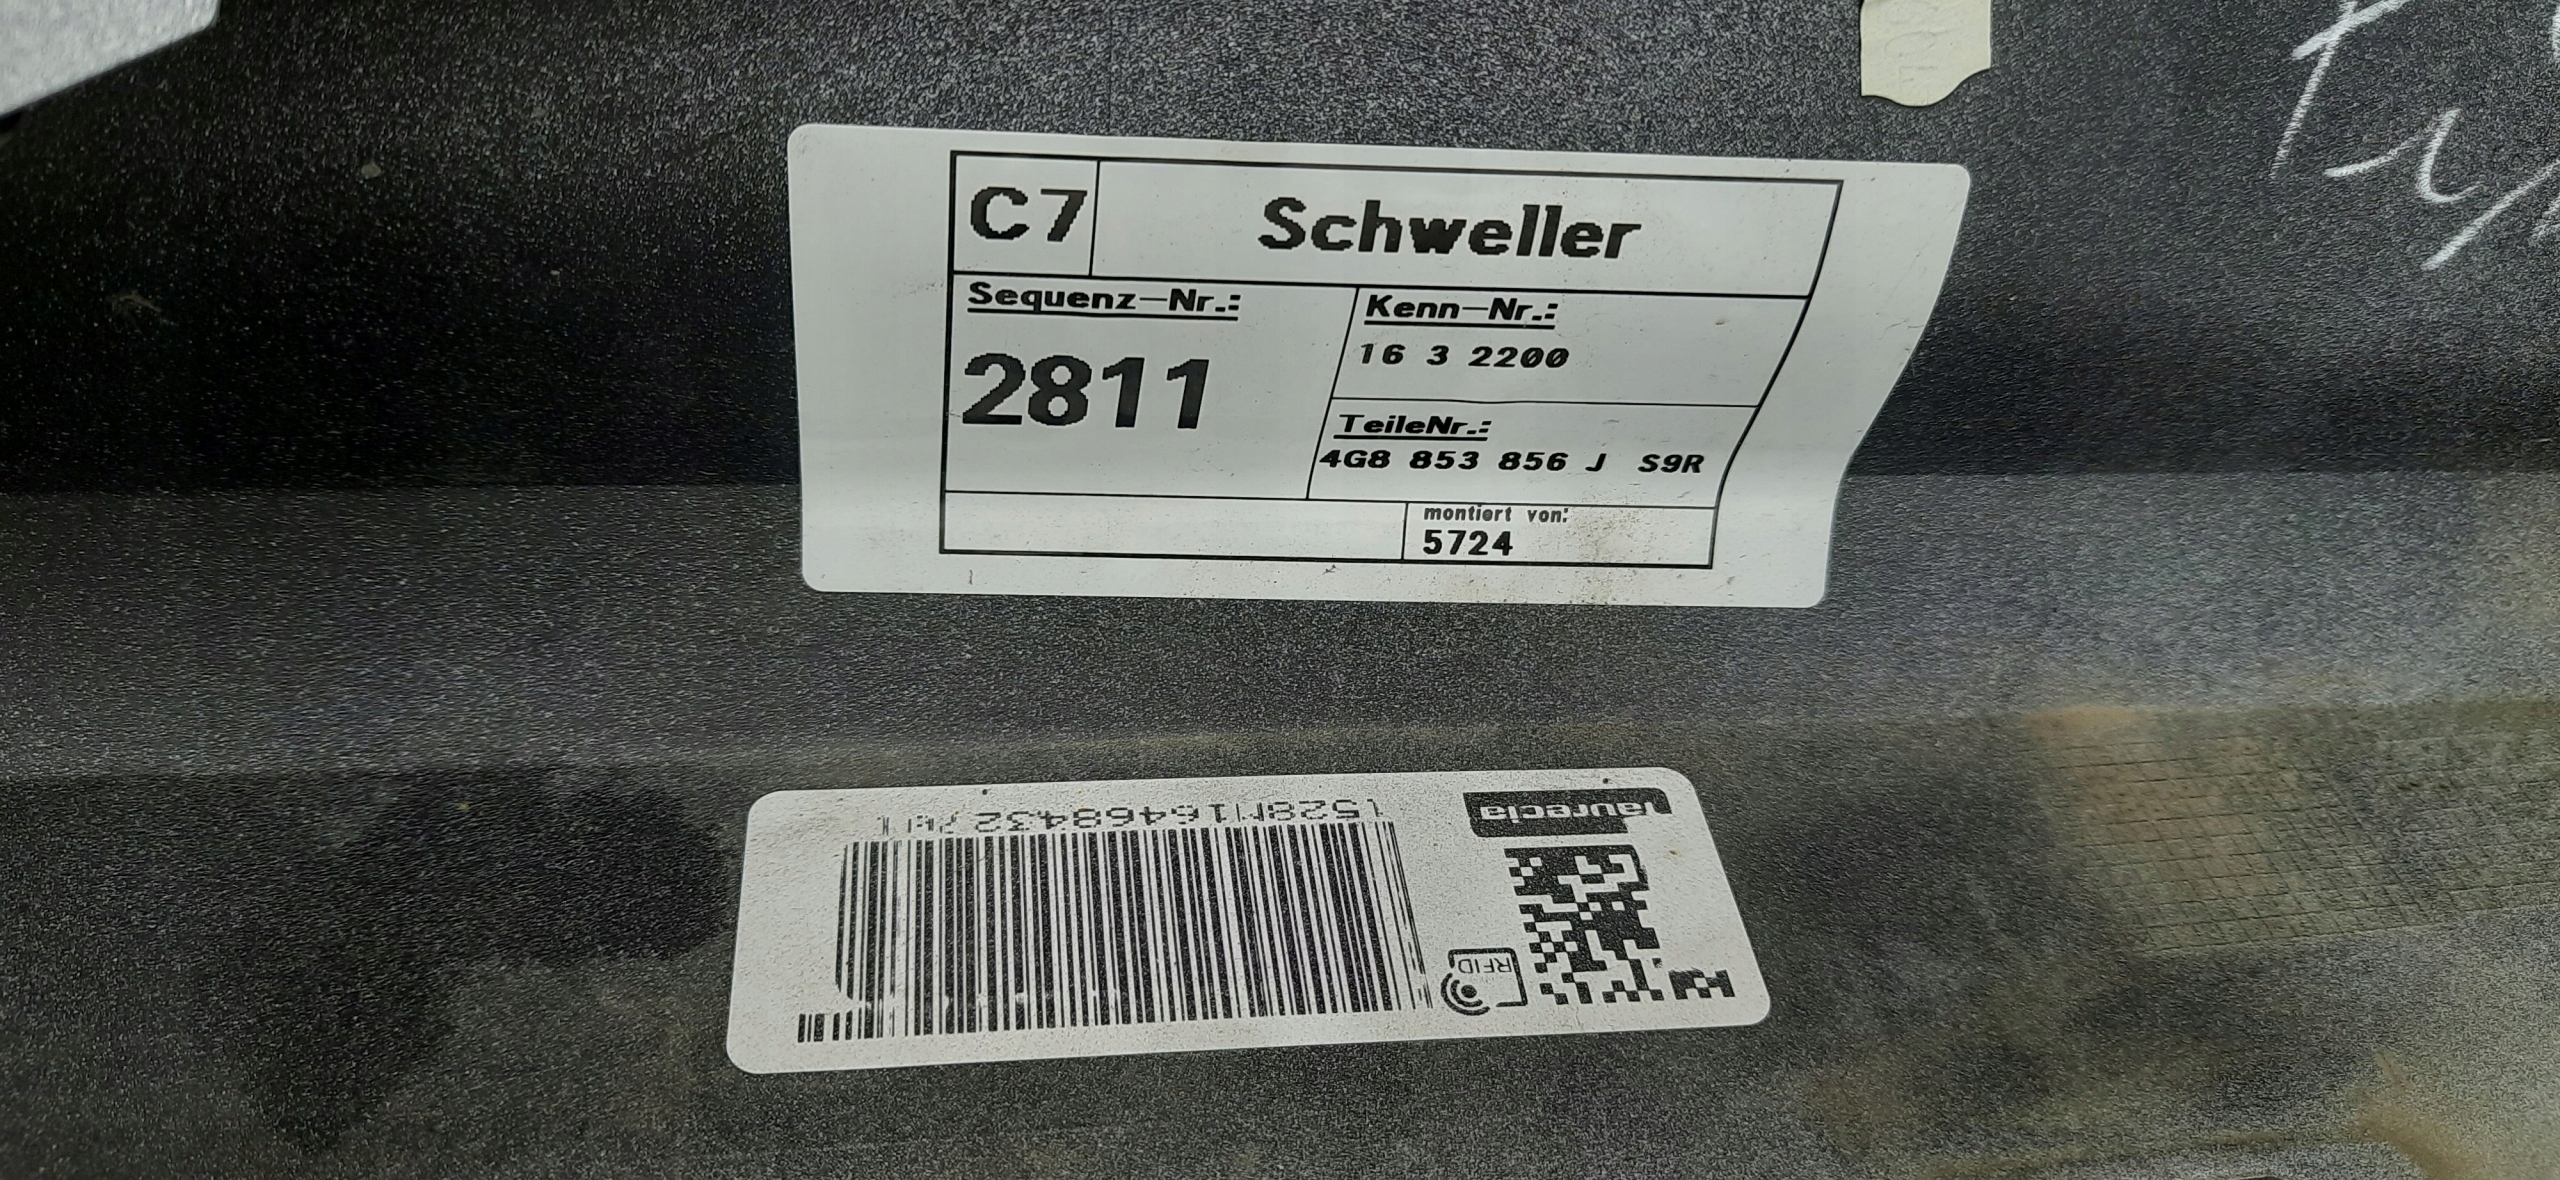 C7 Schweller
Sequenz-Nr.:
2811
Kenn-Nr.:
16 3 2200
TeileNr.:
4G8 853 856 J S9R
montiert von:
5724
faurecia
RFID